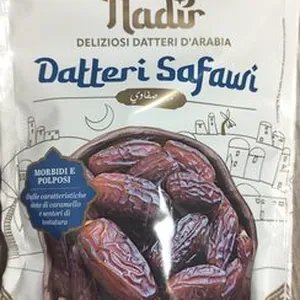 Nadir
DELIZIOSI DATTERI D'ARABIA
Datteri Safawi
صفاوي
MORBIDI E
POLPOSI
Dalle caratteristiche
note di caramello
e sentori di
tostatura